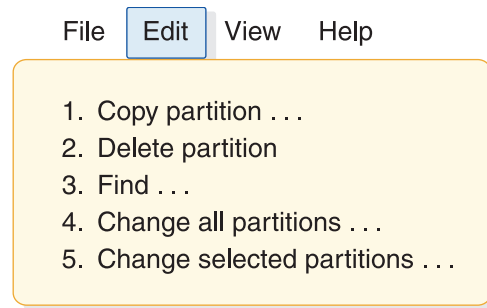 File Edit View Help
1. Copy partition . . .
2. Delete partition
3. Find . . .
4. Change all partitions . . .
5. Change selected partitions . . .